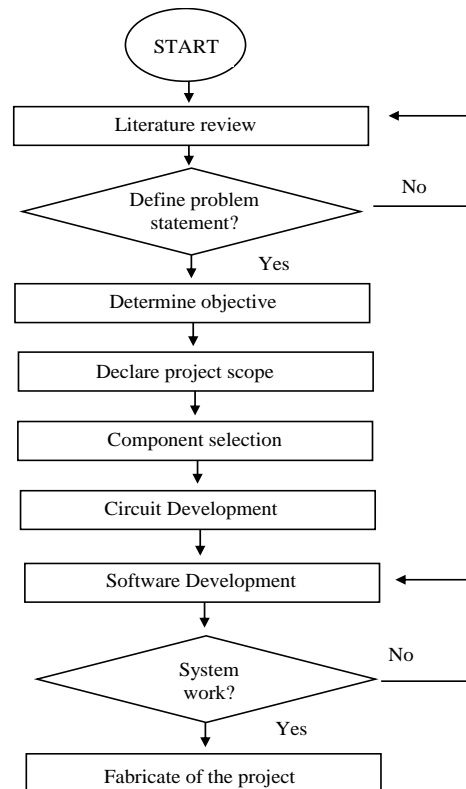 START
Literature review
Define problem
statement?
No
Yes
Determine objective
Declare project scope
Component selection
Circuit Development
Software Development
System
work?
No
Yes
Fabricate of the project